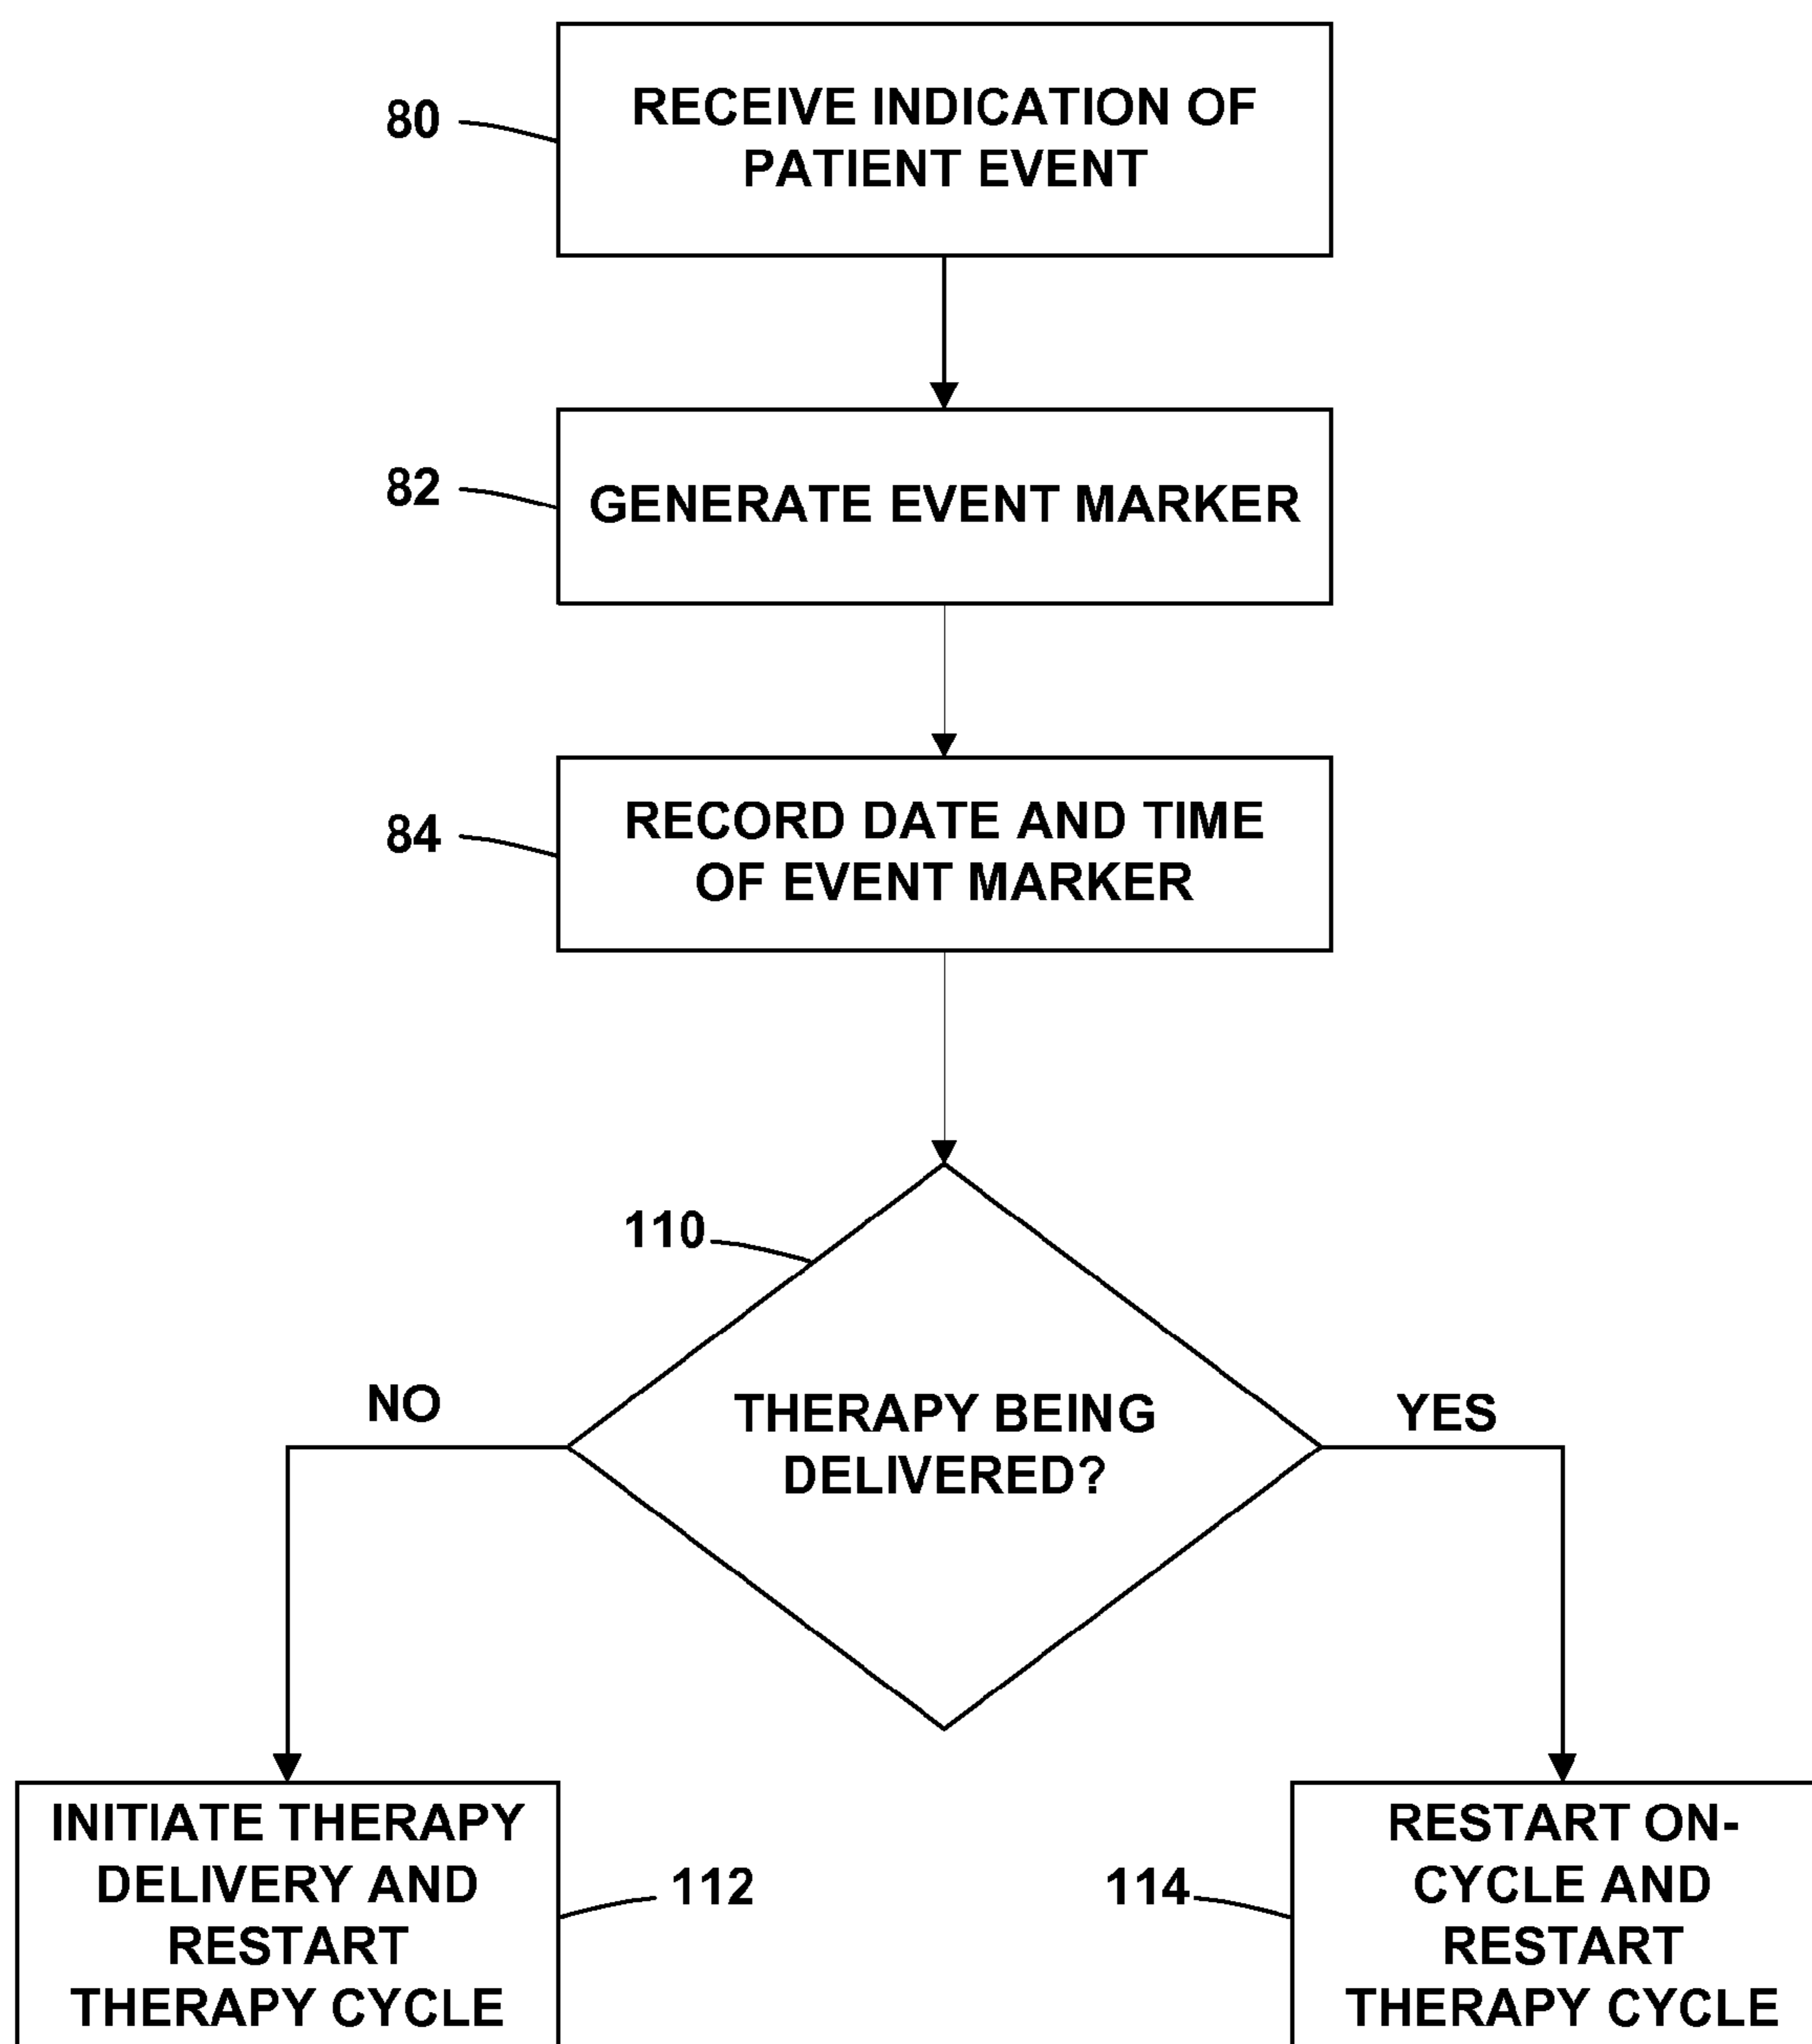 80
RECEIVE INDICATION OF
PATIENT EVENT
82
GENERATE EVENT MARKER
84
RECORD DATE AND TIME
OF EVENT MARKER
110
THERAPY BEING
DELIVERED?
NO
YES
INITIATE THERAPY
DELIVERY AND
RESTART
THERAPY CYCLE
112
114
RESTART ON-
CYCLE AND
RESTART
THERAPY CYCLE